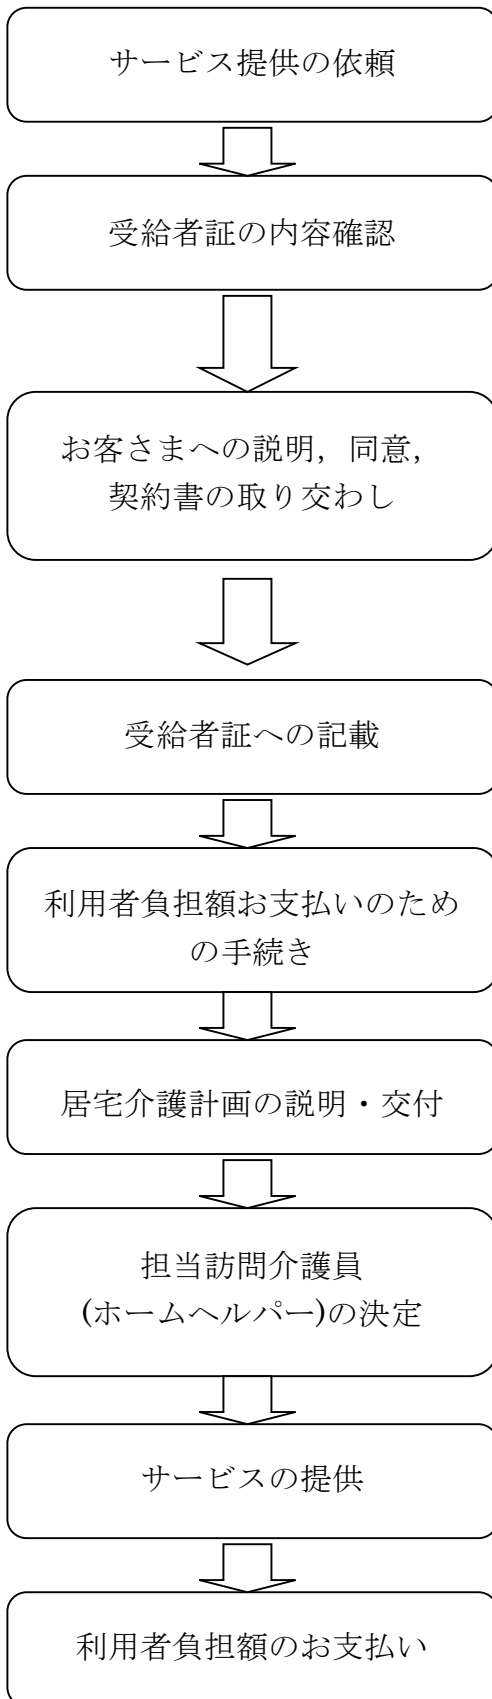 サービス提供の依頼
受給者証の内容確認
お客さまへの説明，同意，
契約書の取り交わし
受給者証への記載
利用者負担額お支払いのため
の手続き
居宅介護計画の説明・交付
担当訪問介護員
(ホームヘルパー)の決定
サービスの提供
利用者負担額のお支払い